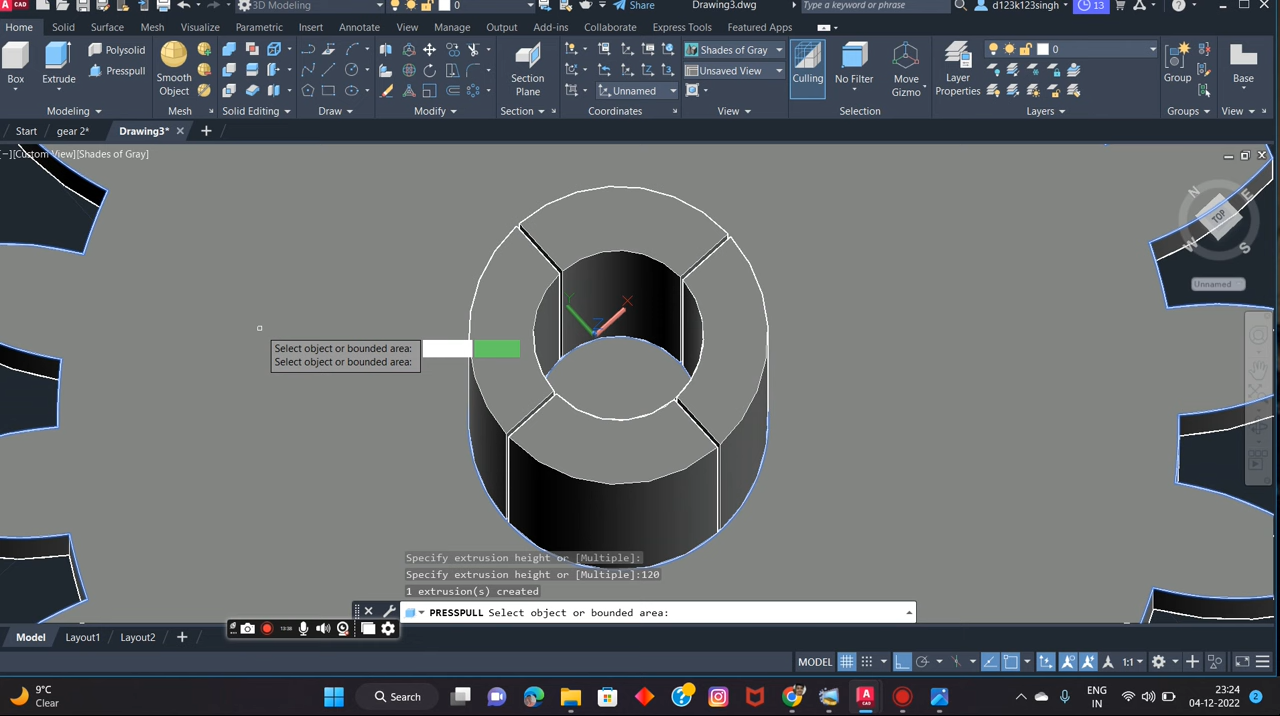 CAD
3D Modeling
0
Share
Drawing3.dwg
Type a keyword or phrase
d123k123singh
13
Home
Solid
Surface
Mesh
Visualize
Parametric
Insert
Annotate
View
Manage
Output
Add-ins
Collaborate
Express Tools
Featured Apps
Box
Extrude
Polysolid
Presspull
Smooth
Object
Section
Plane
Unnamed
Shades of Gray
Unsaved View
Culling
No Filter
Move
Gizmo
Layer
Properties
0
Group
Base
Modeling
Mesh
Solid Editing
Draw
Modify
Section
Coordinates
View
Selection
Layers
Groups
View
Start
gear 2*
Drawing3*
[−][Custom View][Shades of Gray]
N
E
TOP
W
S
Unnamed
Y
X
Z
Select object or bounded area:
Select object or bounded area:
Specify extrusion height or [Multiple]:
Specify extrusion height or [Multiple]:120
1 extrusion(s) created
PRESSPULL Select object or bounded area:
Model
Layout1
Layout2
MODEL
1:1
9°C
Clear
Search
ENG
IN
23:24
04-12-2022
2